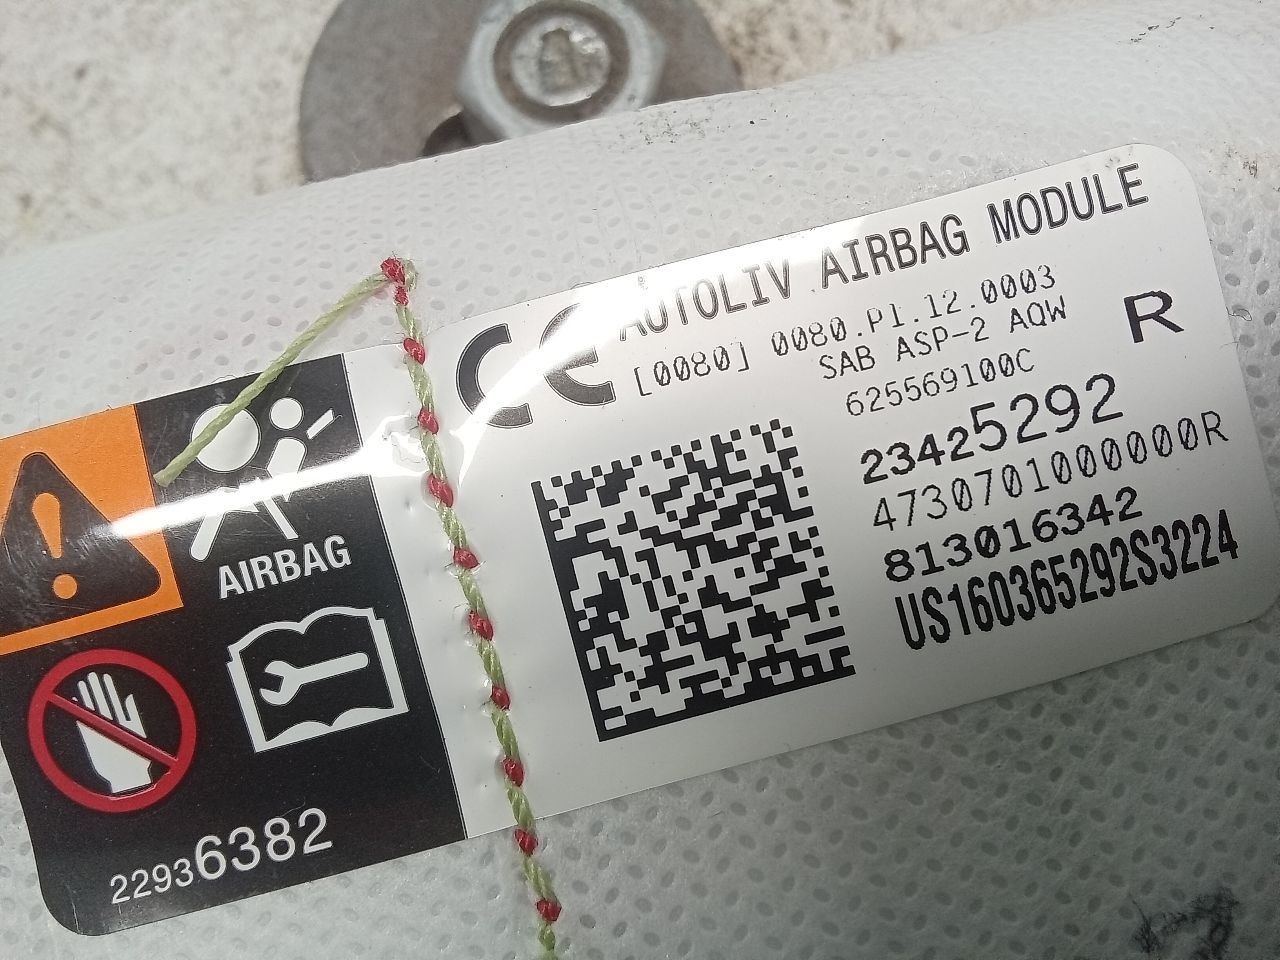 AUTOLIV AIRBAG MODULE
CE
[0080] 0080.P1.12.0003
SAB ASP-2 AQW
R
625569100C
23425292
47307010000000R
813016342
US160365292S3224
AIRBAG
22936382